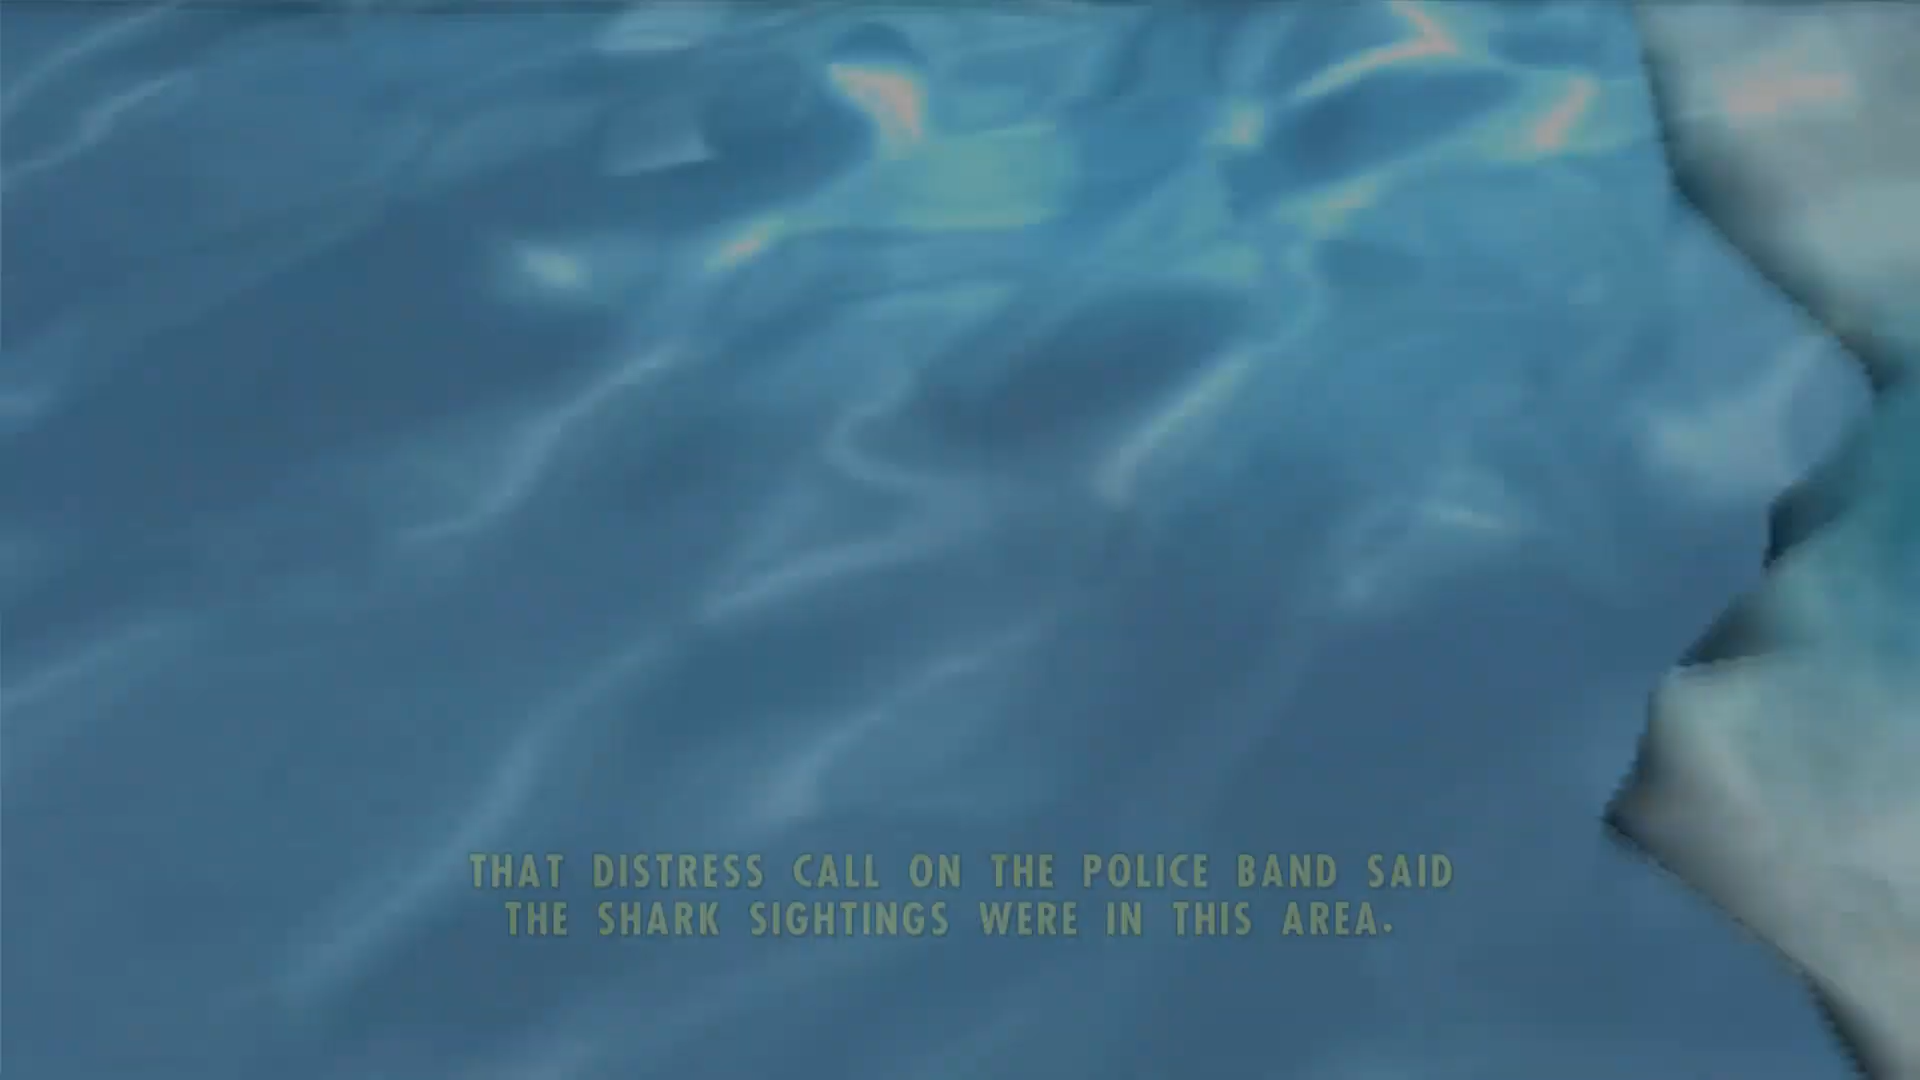 THAT DISTRESS CALL ON THE POLICE BAND SAID
THE SHARK SIGHTINGS WERE IN THIS AREA.